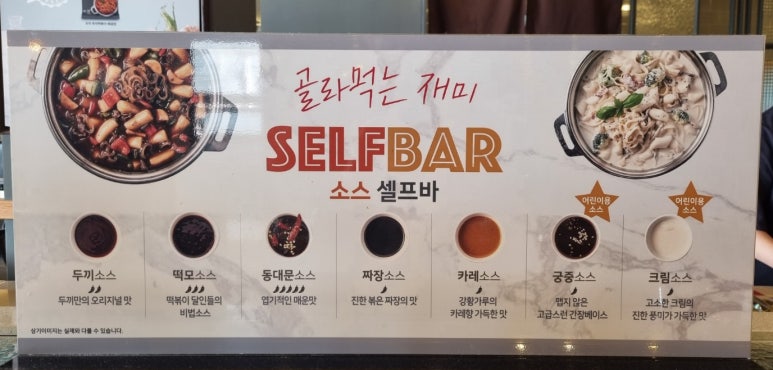 골라먹는 재미
SELFBAR
소스 셀프바
어린이용
소스
어린이용
소스
두끼소스
떡모소스
동대문소스
짜장소스
카레소스
궁중소스
크림소스
두끼만의 오리지널 맛
떡볶이 달인들의
비법소스
엽기적인 매운맛
진한 볶은 짜장의 맛
강황가루의
카레향 가득한 맛
맵지 않은
고급스런 간장베이스
고소한 크림의
진한 풍미가 가득한 맛
상기이미지는 실제와 다를 수 있습니다.